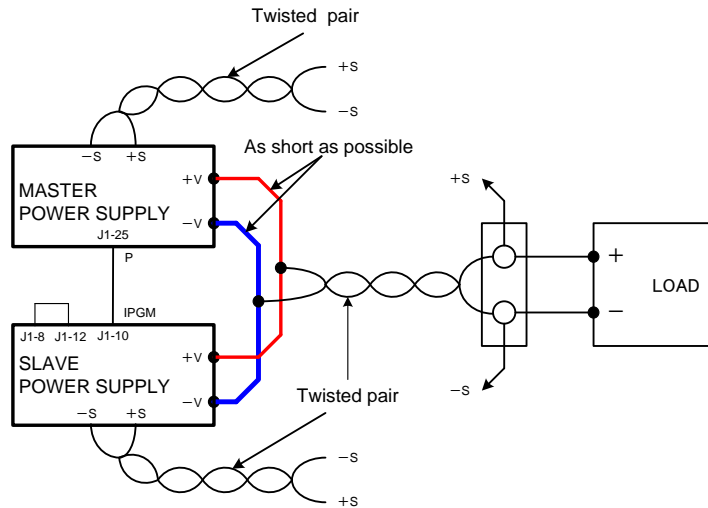 Twisted pair
+S
−S
−S +S
As short as possible
MASTER
POWER SUPPLY
+V
−V
J1-25
P
+S
+
−
LOAD
IPGM
J1-8 J1-12 J1-10
SLAVE
POWER SUPPLY
+V
−V
−S
Twisted pair
−S +S
−S
+S